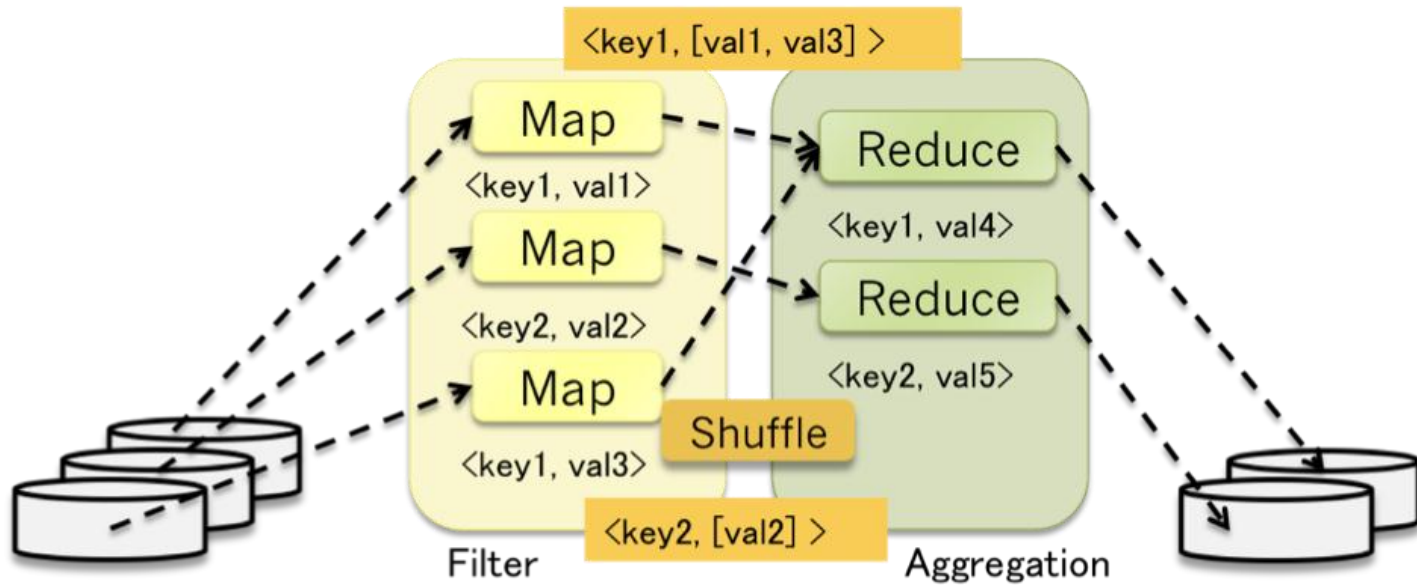 <key1, [val1, val3] >
Map
<key1, val1>
Map
<key2, val2>
Map
<key1, val3>
Reduce
<key1, val4>
Reduce
<key2, val5>
Shuffle
<key2, [val2] >
Filter
Aggregation